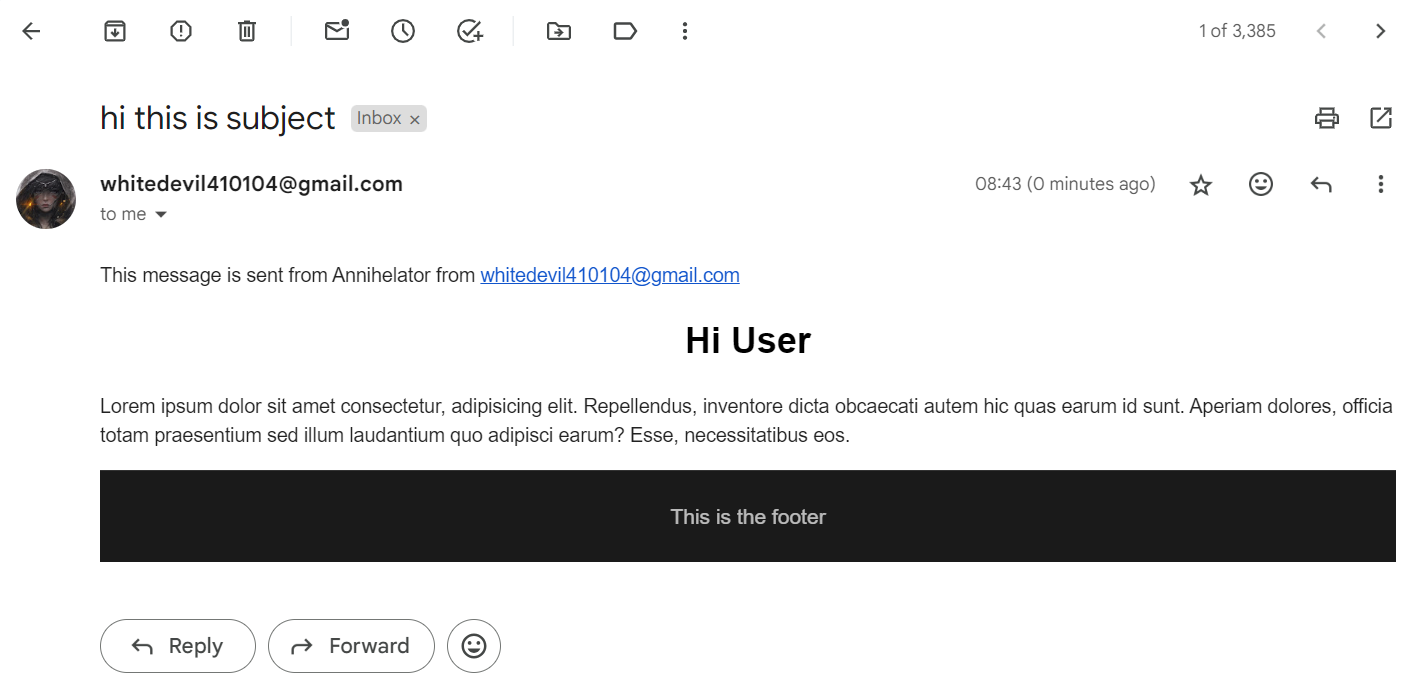 1 of 3,385
hi this is subject Inbox ×
whitedevil410104@gmail.com 08:43 (0 minutes ago)
to me
This message is sent from Annihelator from whitedevil410104@gmail.com
Hi User
Lorem ipsum dolor sit amet consectetur, adipisicing elit. Repellendus, inventore dicta obcaecati autem hic quas earum id sunt. Aperiam dolores, officia
totam praesentium sed illum laudantium quo adipisci earum? Esse, necessitatibus eos.
This is the footer
Reply Forward